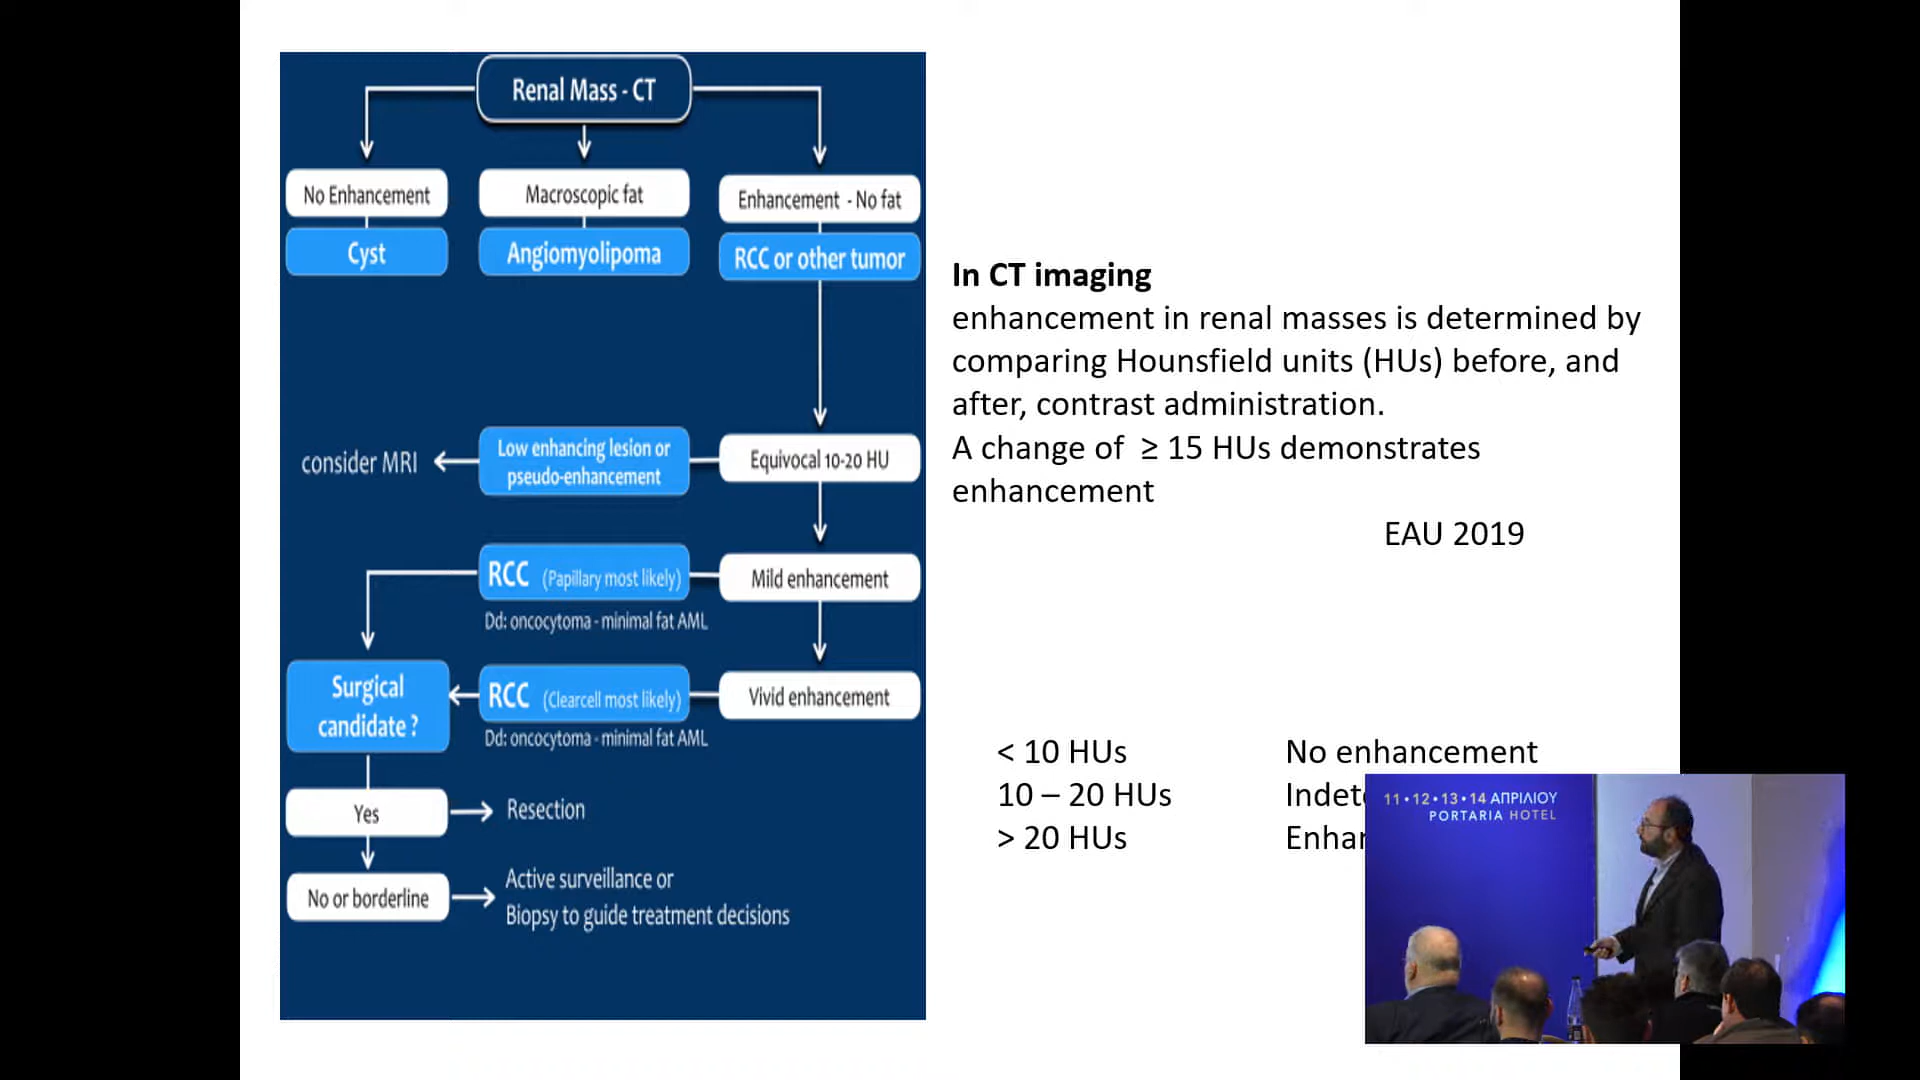 Renal Mass - CT
No Enhancement
Cyst
Macroscopic fat
Angiomyolipoma
Enhancement - No fat
RCC or other tumor
consider MRI
Low enhancing lesion or
pseudo-enhancement
Equivocal 10-20 HU
RCC (Papillary most likely)
Dd: oncocytoma - minimal fat AML
Mild enhancement
Surgical
candidate ?
RCC (Clearcell most likely)
Dd: oncocytoma - minimal fat AML
Vivid enhancement
Yes
Resection
No or borderline
Active surveillance or
Biopsy to guide treatment decisions
In CT imaging
enhancement in renal masses is determined by
comparing Hounsfield units (HUs) before, and
after, contrast administration.
A change of ≥ 15 HUs demonstrates
enhancement
EAU 2019
< 10 HUs No enhancement
10 – 20 HUs
> 20 HUs
11 • 12 • 13 • 14 ΑΠΡΙΛΙΟΥ
PORTARIA HOTEL